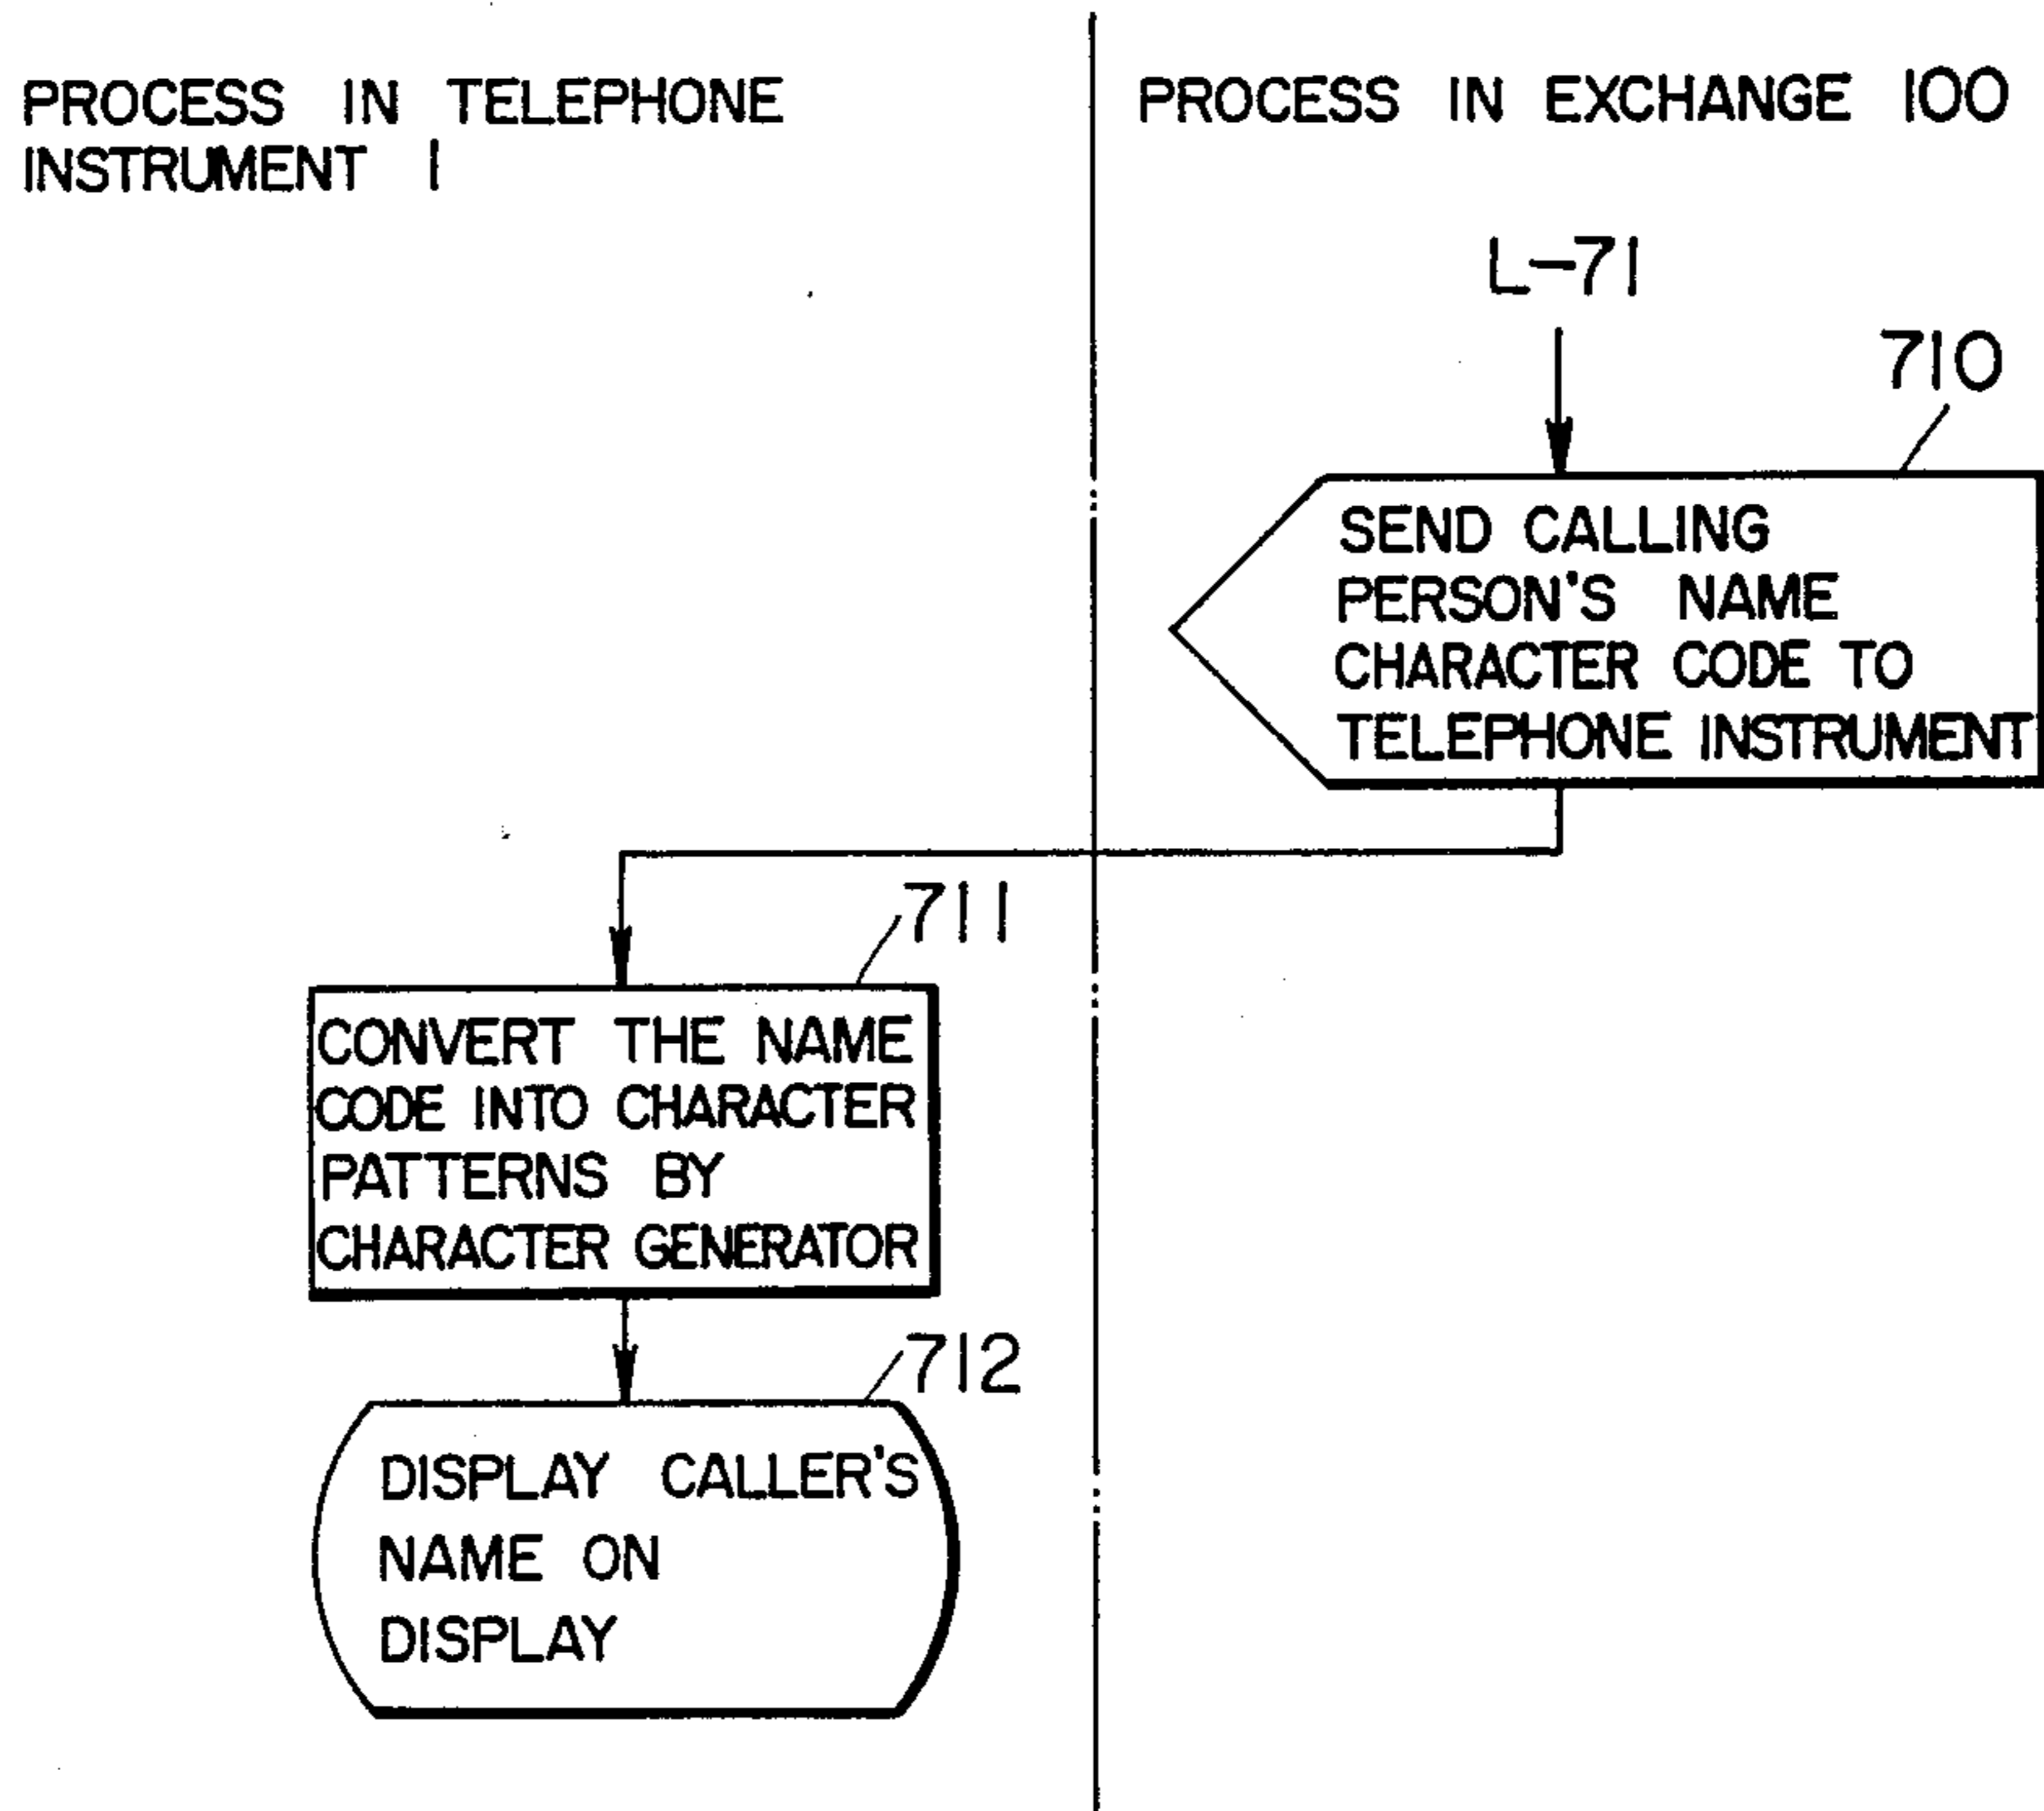 PROCESS IN TELEPHONE
INSTRUMENT 1
PROCESS IN EXCHANGE 100
L-71
710
SEND CALLING
PERSON'S NAME
CHARACTER CODE TO
TELEPHONE INSTRUMENT
711
CONVERT THE NAME
CODE INTO CHARACTER
PATTERNS BY
CHARACTER GENERATOR
712
DISPLAY CALLER'S
NAME ON
DISPLAY